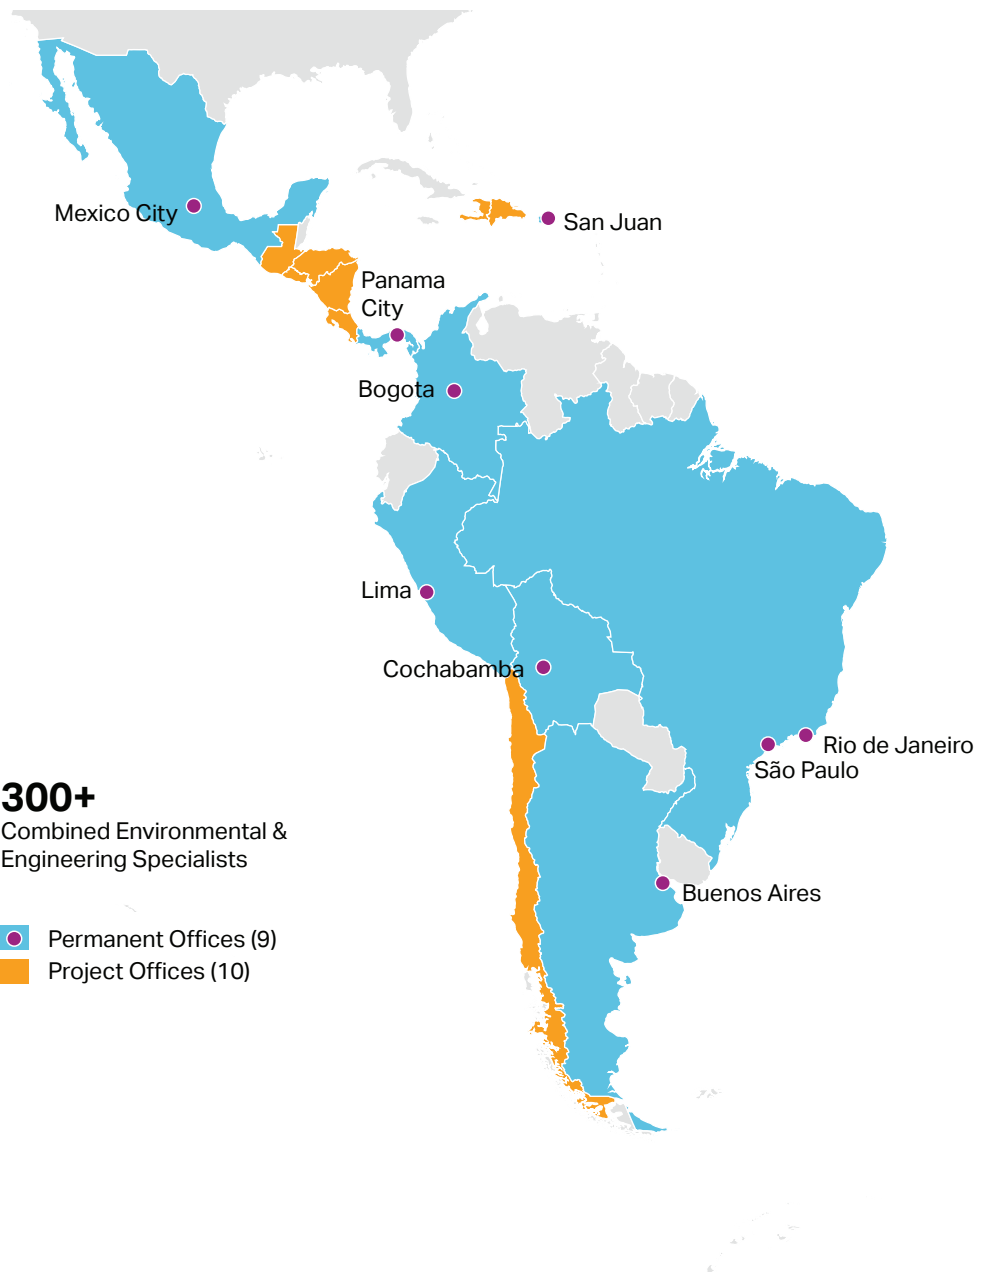 Mexico City
San Juan
Panama
City
Bogota
Lima
Cochabamba
Rio de Janeiro
São Paulo
300+
Combined Environmental &
Engineering Specialists
Buenos Aires
Permanent Offices (9)
Project Offices (10)